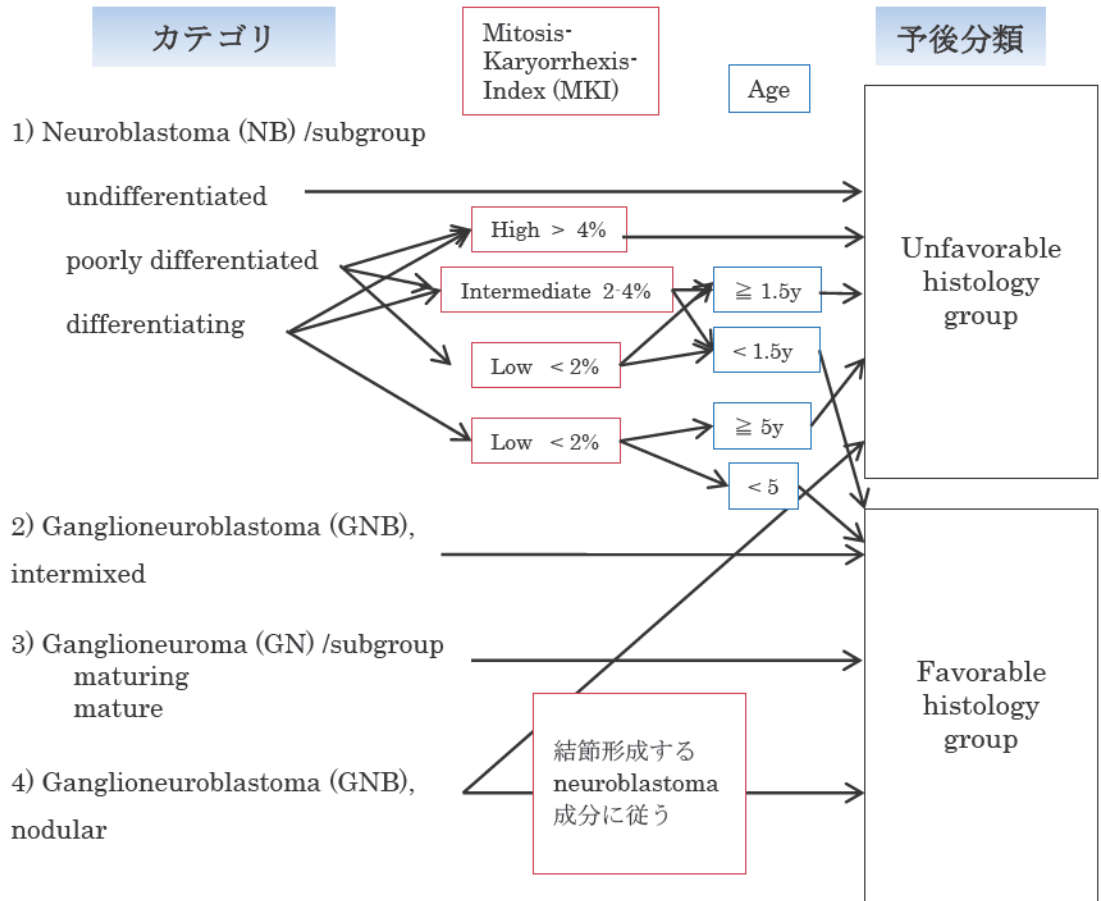 カテゴリ
Mitosis-
Karyorrhexis-
Index (MKI)
Age
予後分類
1) Neuroblastoma (NB) /subgroup
undifferentiated
poorly differentiated
differentiating
High > 4%
Intermediate 2-4%
Low < 2%
Low < 2%
≧ 1.5y
< 1.5y
≧ 5y
< 5
Unfavorable
histology
group
2) Ganglioneuroblastoma (GNB),
intermixed
3) Ganglioneuroma (GN) /subgroup
maturing
mature
4) Ganglioneuroblastoma (GNB),
nodular
結節形成する
neuroblastoma
成分に従う
Favorable
histology
group